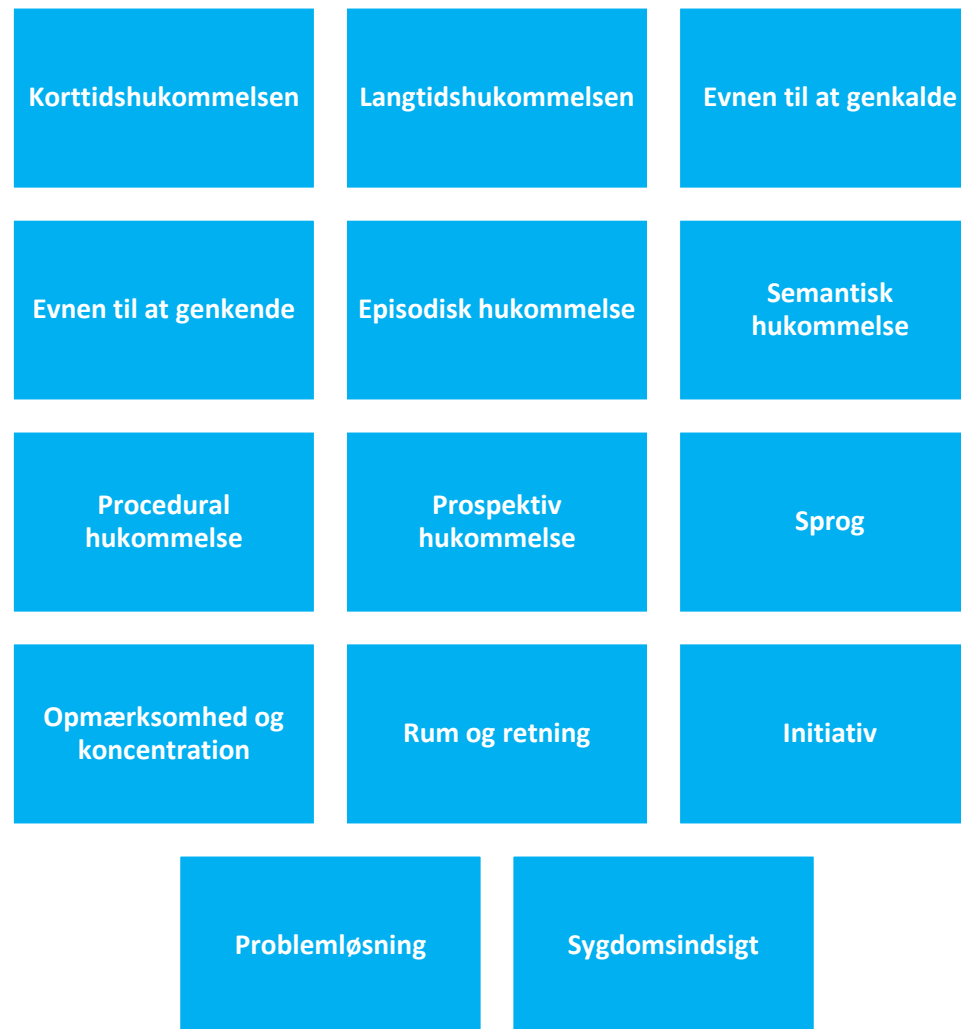 Korttidshukommelsen
Langtidshukommelsen
Evnen til at genkalde
Evnen til at genkende
Episodisk hukommelse
Semantisk
hukommelse
Procedural
hukommelse
Prospektiv
hukommelse
Sprog
Opmærksomhed og
koncentration
Rum og retning
Initiativ
Problemløsning
Sygdomsindsigt